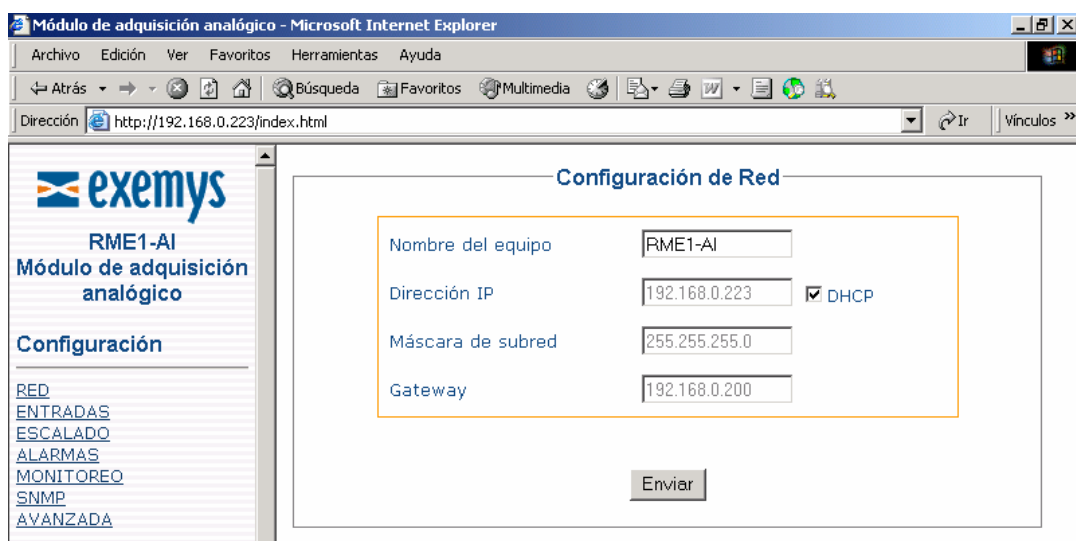 Módulo de adquisición analógico - Microsoft Internet Explorer
Archivo Edición Ver Favoritos Herramientas Ayuda
Atrás Búsqueda Favoritos Multimedia
Dirección http://192.168.0.223/index.html Ir Vínculos »
exemys
RME1-AI
Módulo de adquisición
analógico
Configuración
RED
ENTRADAS
ESCALADO
ALARMAS
MONITOREO
SNMP
AVANZADA
Configuración de Red
Nombre del equipo RME1-AI
Dirección IP 192.168.0.223 DHCP
Máscara de subred 255.255.255.0
Gateway 192.168.0.200
Enviar